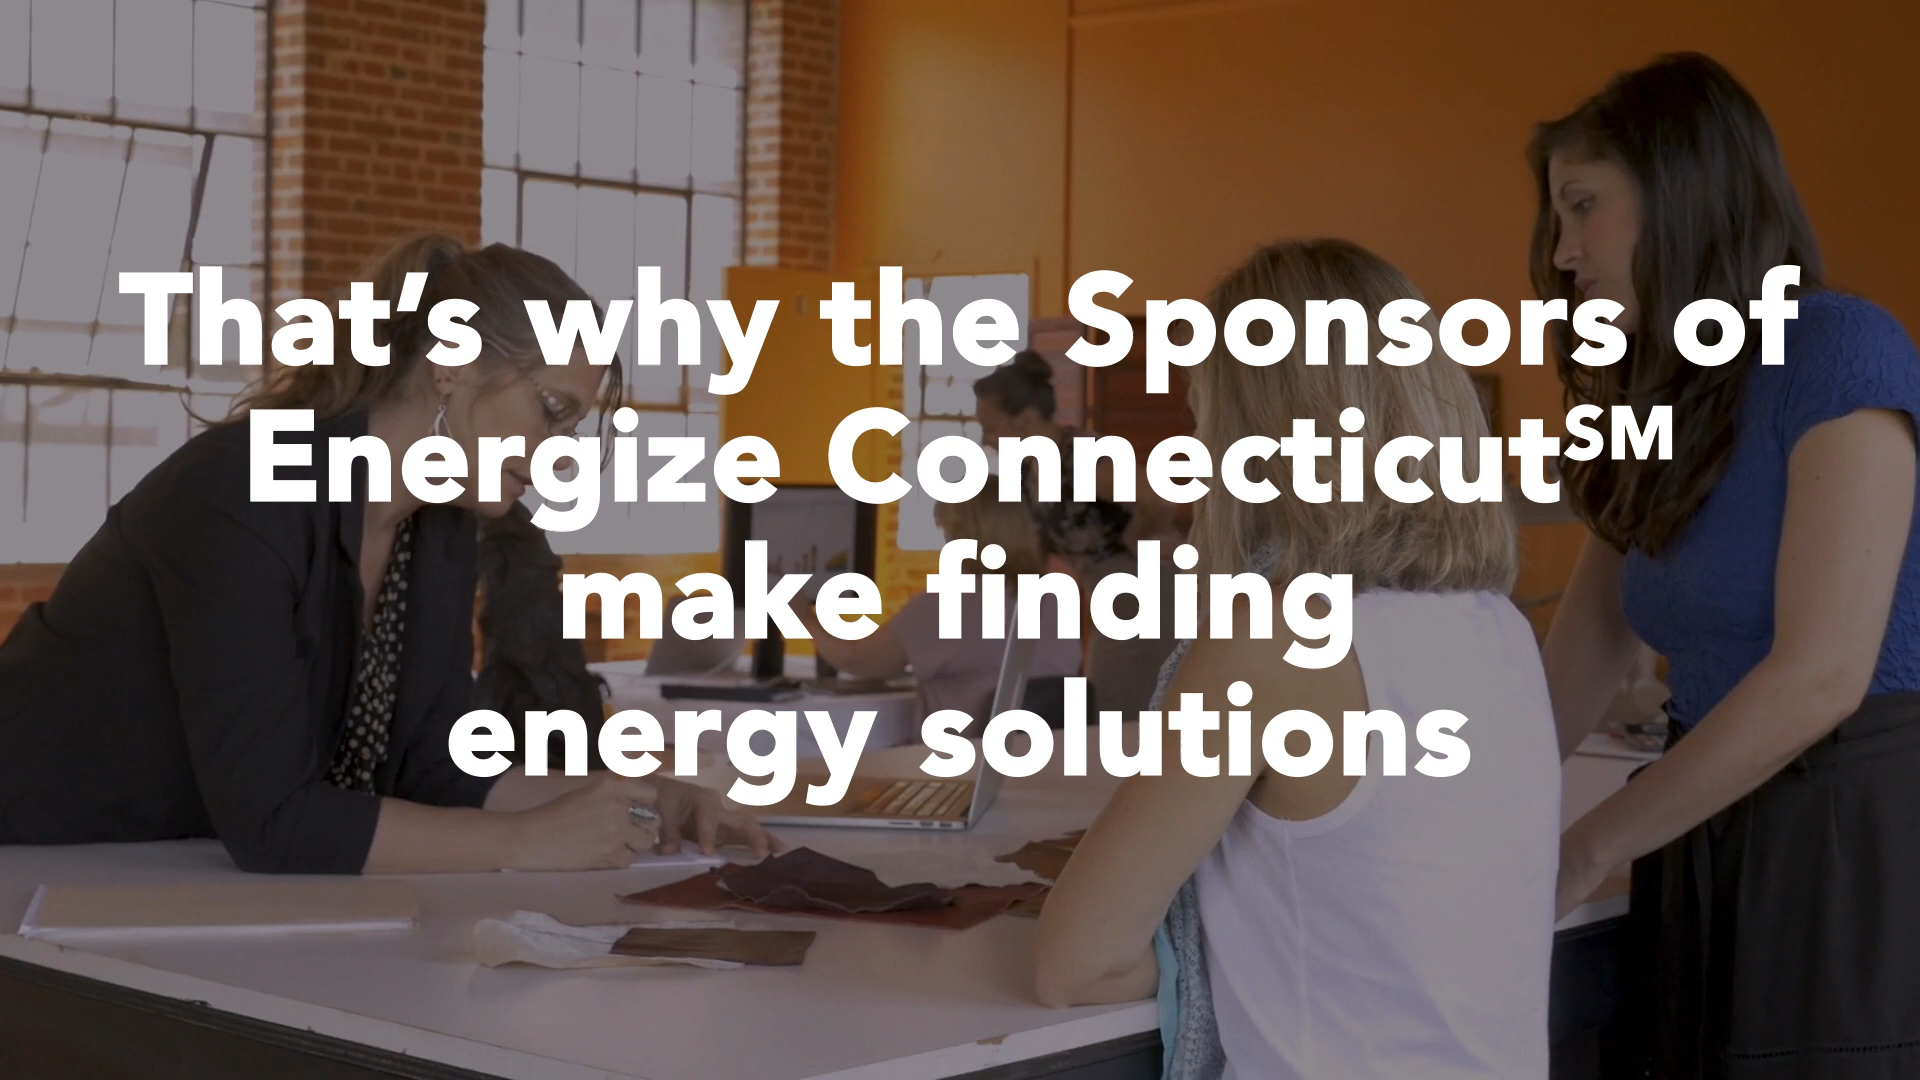 That’s why the Sponsors of
Energize Connecticut℠
make finding
energy solutions